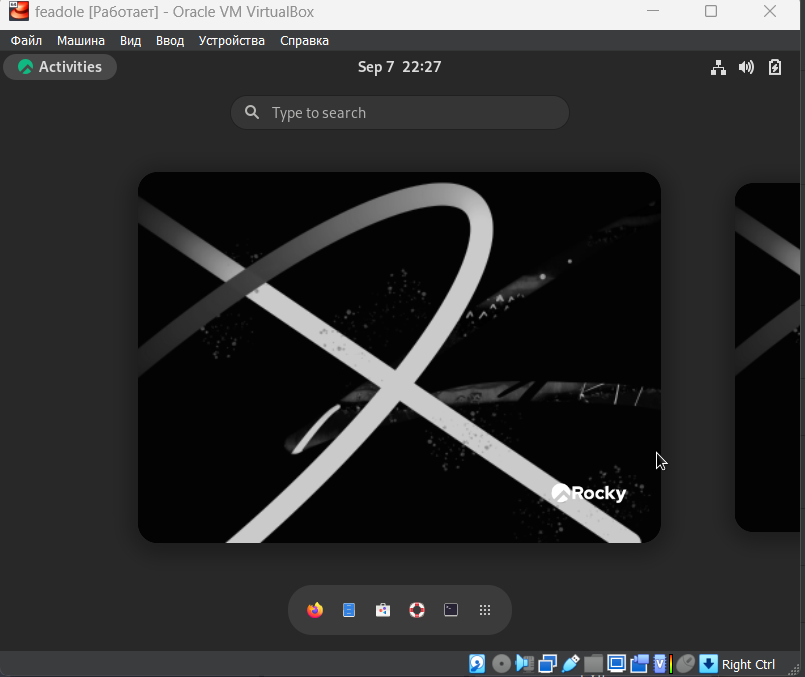 feadole [Работает] - Oracle VM VirtualBox
Файл Машина Вид Ввод Устройства Справка
Activities Sep 7 22:27
Type to search
Rocky
Right Ctrl